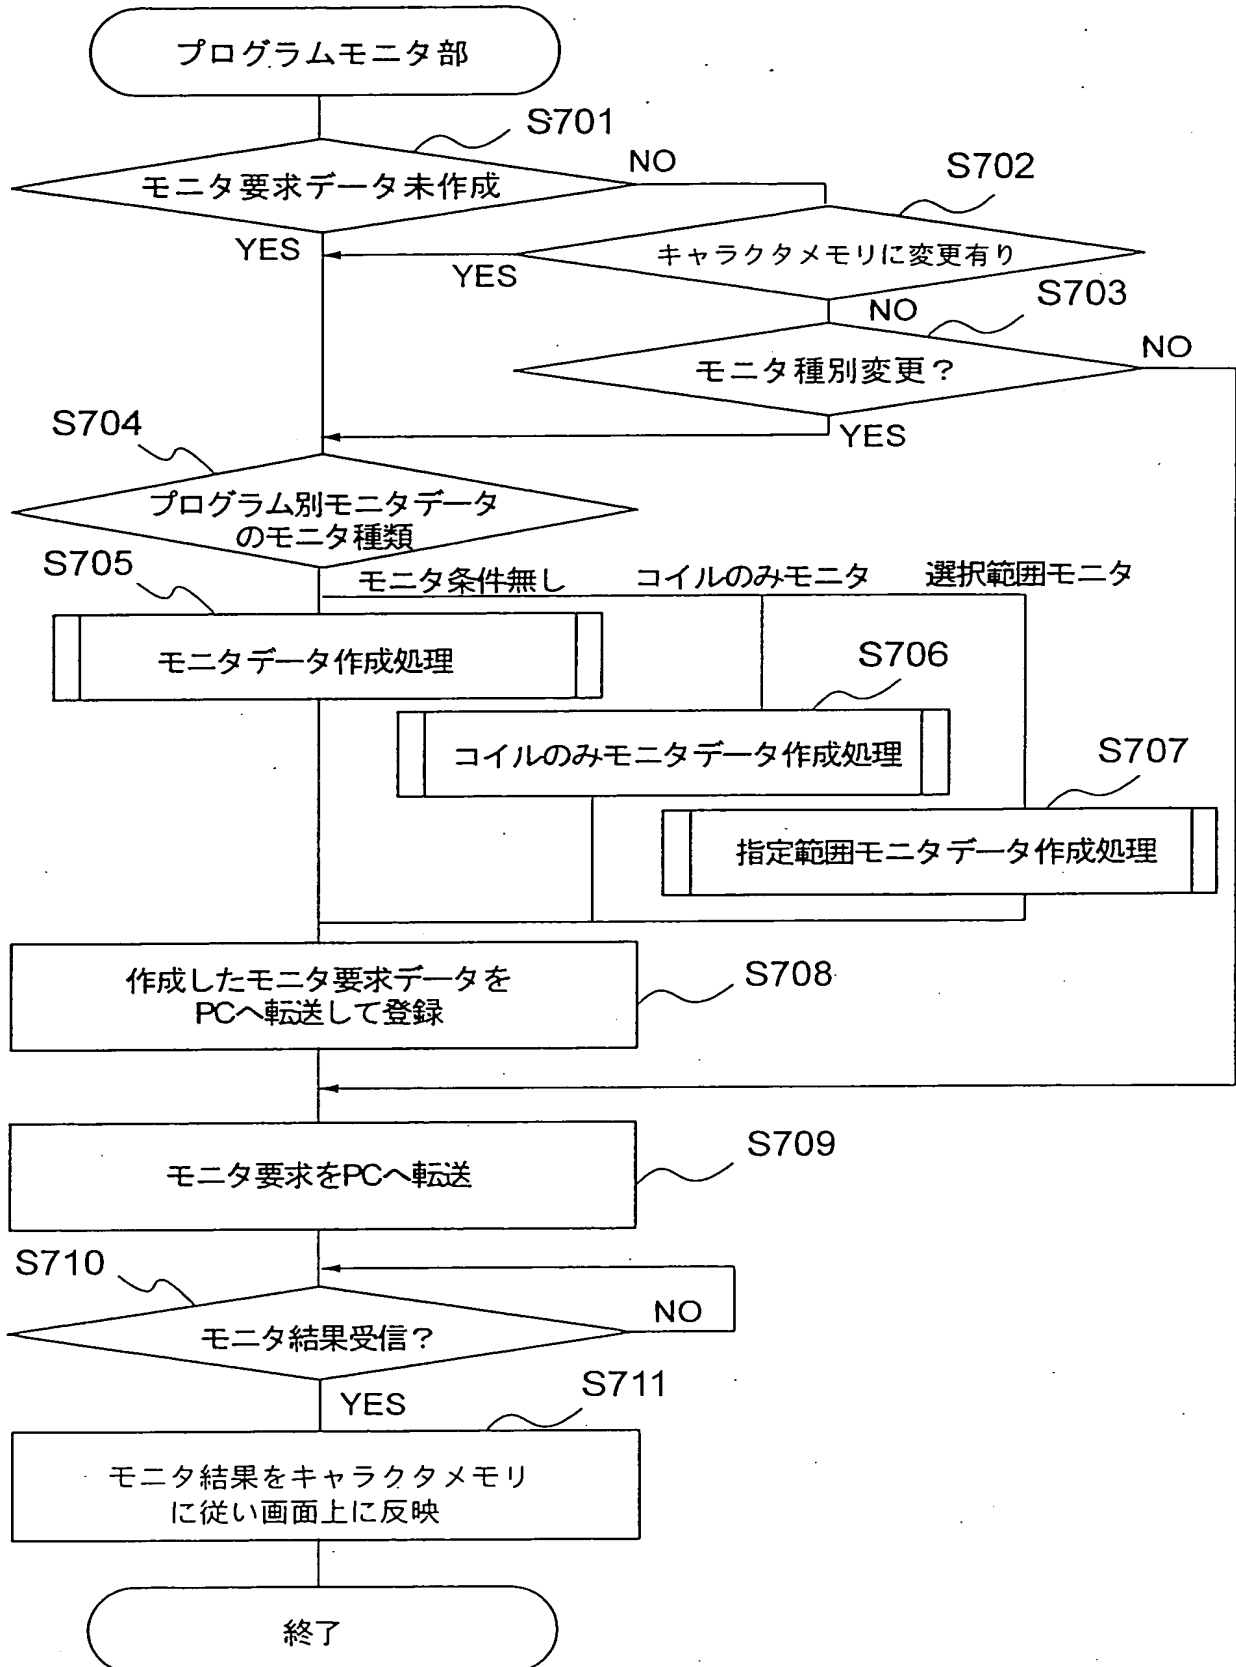 プログラムモニタ部
S701
モニタ要求データ未作成
NO
YES
S702
キャラクタメモリに変更有り
YES
NO
S703
モニタ種別変更?
NO
YES
S704
プログラム別モニタデータ
のモニタ種類
モニタ条件無し
コイルのみモニタ
選択範囲モニタ
S705
モニタデータ作成処理
S706
コイルのみモニタデータ作成処理
S707
指定範囲モニタデータ作成処理
作成したモニタ要求データを
PCへ転送して登録
S708
モニタ要求をPCへ転送
S709
S710
モニタ結果受信?
NO
YES
S711
モニタ結果をキャラクタメモリ
に従い画面上に反映
終了